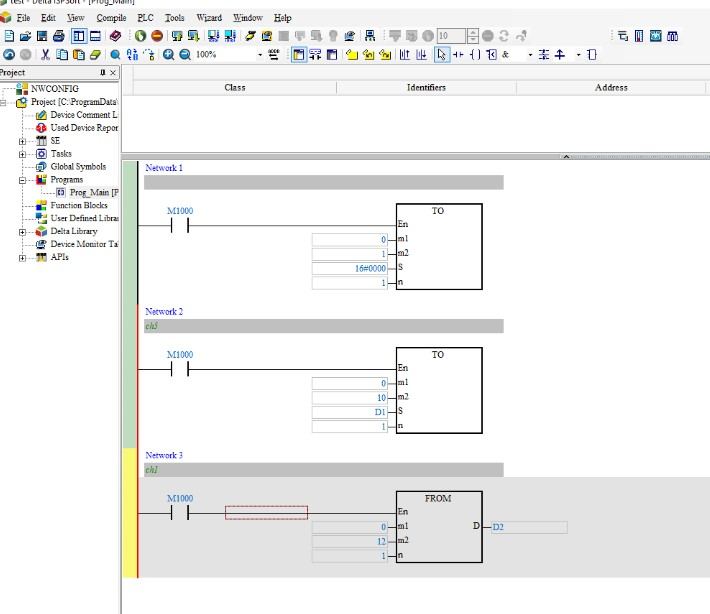 test - Delta ISPSoft - [Prog_Main]
File Edit View Compile PLC Tools Wizard Window Help
10
100%
Project
NWCONFIG
Project [C:\ProgramData\
Device Comment L
Used Device Repor
SE
Tasks
Global Symbols
Programs
Prog_Main [P
Function Blocks
User Defined Libra
Delta Library
Device Monitor Ta
APIs
Class Identifiers Address
Network 1
M1000
TO
En
0 m1
1 m2
16#0000 S
1 n
Network 2
ch5
M1000
TO
En
0 m1
10 m2
D1 S
1 n
Network 3
ch1
M1000
FROM
En
0 m1 D D2
12 m2
1 n